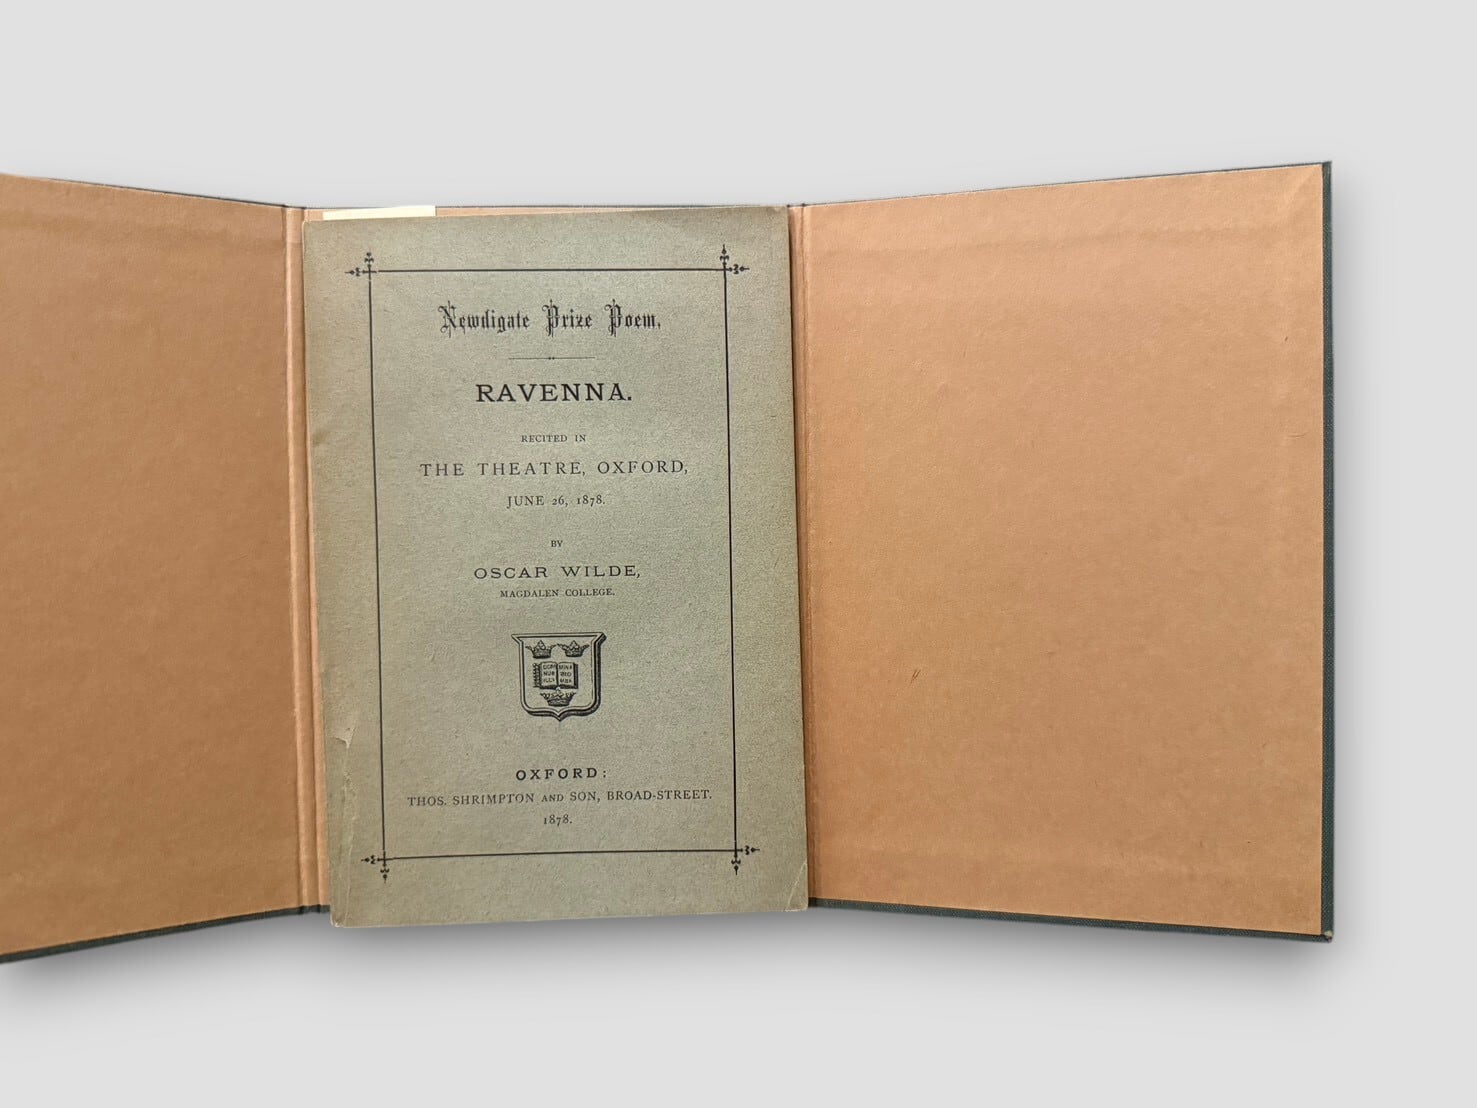 Newdigate Prize Poem.
RAVENNA.
RECITED IN
THE THEATRE, OXFORD,
JUNE 26, 1878.
BY
OSCAR WILDE,
MAGDALEN COLLEGE.
OXFORD:
THOS. SHRIMPTON AND SON, BROAD-STREET.
1878.